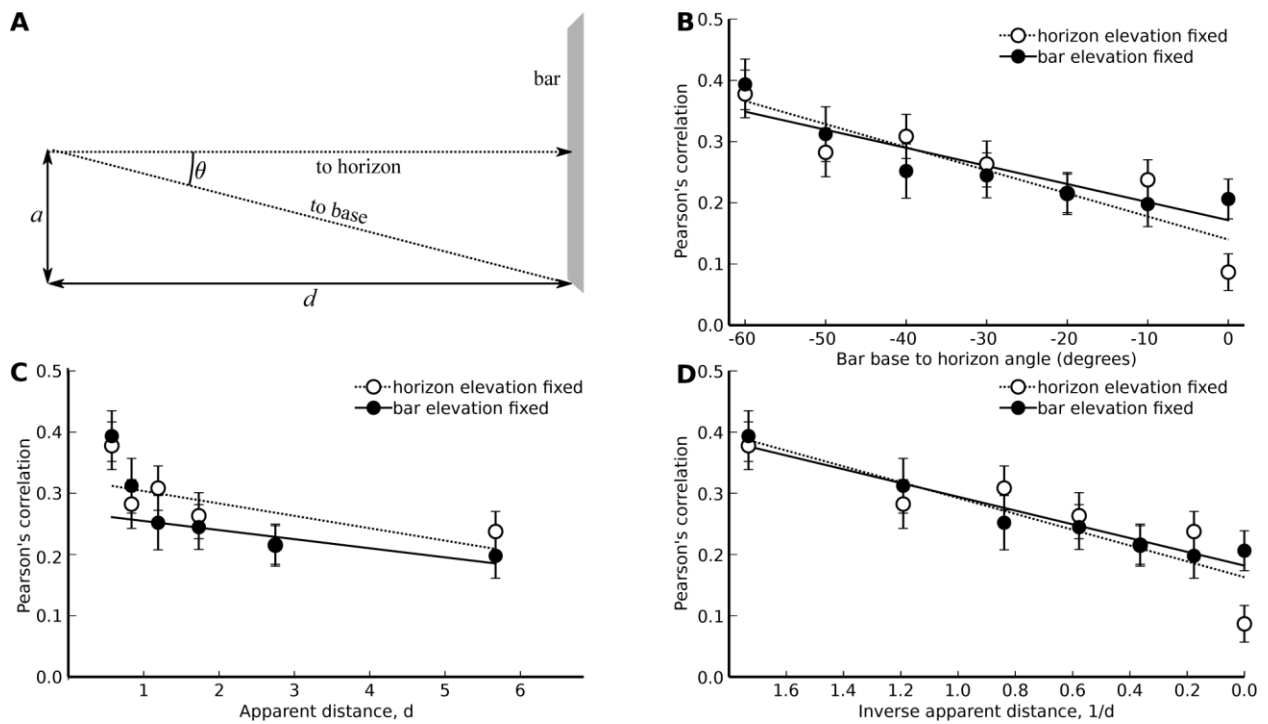 A
bar
θ
to horizon
a
to base
d
B
horizon elevation fixed
bar elevation fixed
Pearson's correlation
0.5
0.4
0.3
0.2
0.1
0.0
-60 -50 -40 -30 -20 -10 0
Bar base to horizon angle (degrees)
C
horizon elevation fixed
bar elevation fixed
Pearson's correlation
0.5
0.4
0.3
0.2
0.1
0.0
1 2 3 4 5 6
Apparent distance, d
D
horizon elevation fixed
bar elevation fixed
Pearson's correlation
0.5
0.4
0.3
0.2
0.1
0.0
1.6 1.4 1.2 1.0 0.8 0.6 0.4 0.2 0.0
Inverse apparent distance, 1/d